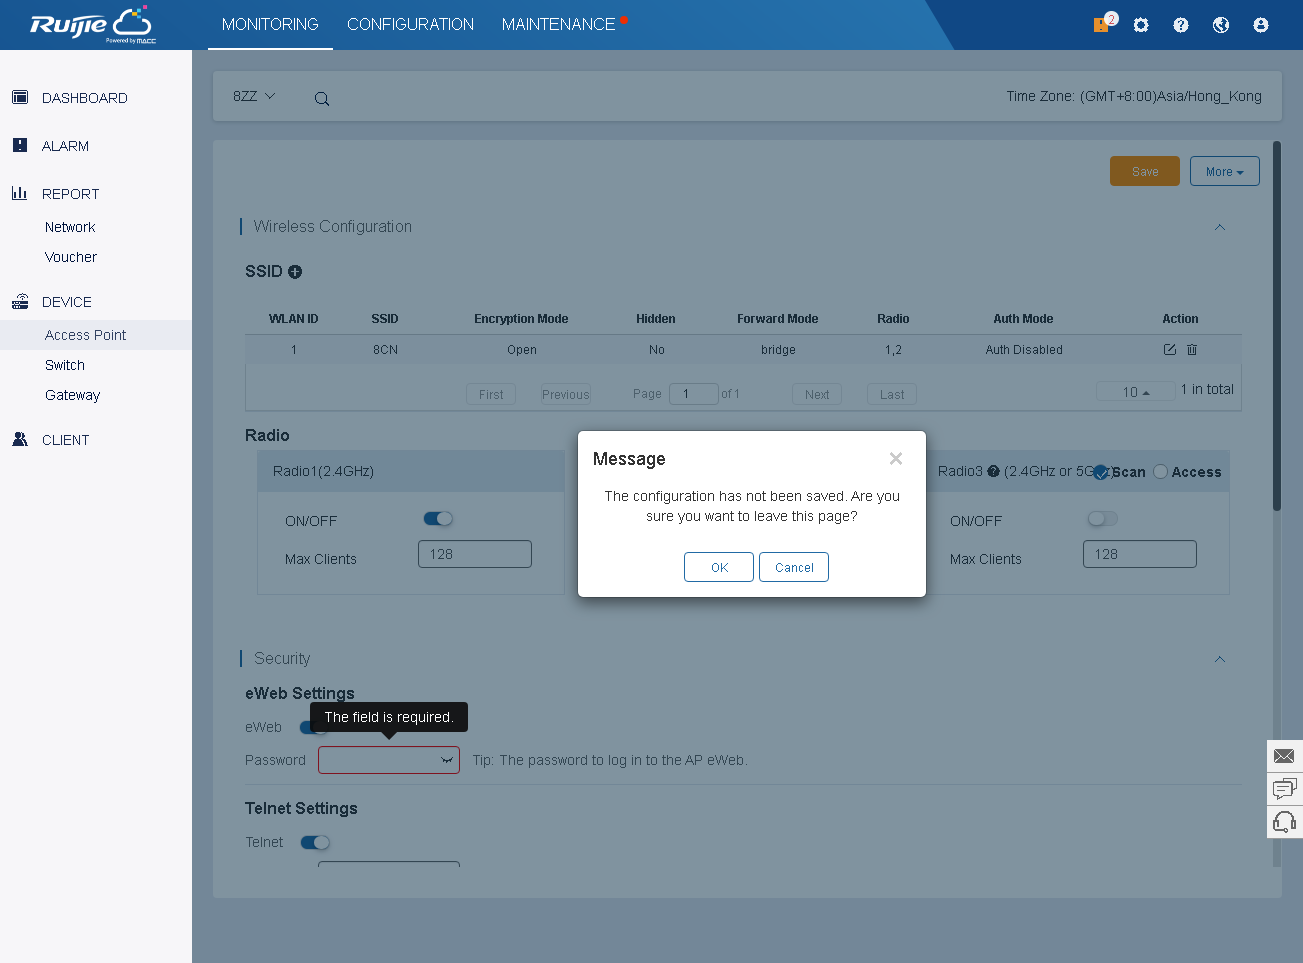 Ruijie
Powered by MACC
MONITORING CONFIGURATION MAINTENANCE
2
DASHBOARD
ALARM
REPORT
Network
Voucher
DEVICE
Access Point
Switch
Gateway
CLIENT
8ZZ
Time Zone: (GMT+8:00)Asia/Hong_Kong
Save More
Wireless Configuration
SSID
WLAN ID SSID Encryption Mode Hidden Forward Mode Radio Auth Mode Action
1 8CN Open No bridge 1,2 Auth Disabled
First Previous Page 1 of 1 Next Last 10 1 in total
Radio
Radio1(2.4GHz)
ON/OFF
Max Clients 128
Radio3 (2.4GHz or 5G Scan Access
ON/OFF
Max Clients 128
Message
The configuration has not been saved. Are you
sure you want to leave this page?
OK Cancel
Security
eWeb Settings
The field is required.
eWeb
Password Tip: The password to log in to the AP eWeb.
Telnet Settings
Telnet